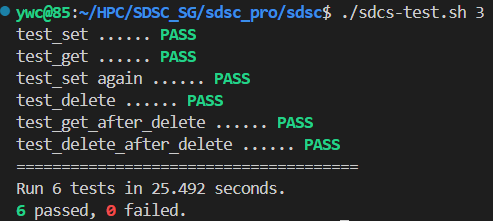 ywc@85:~/HPC/SDSC_SG/sdsc_pro/sdsc$ ./sdcs-test.sh 3
test_set ...... PASS
test_get ...... PASS
test_set again ...... PASS
test_delete ...... PASS
test_get_after_delete ...... PASS
test_delete_after_delete ...... PASS
======================================
Run 6 tests in 25.492 seconds.
6 passed, 0 failed.